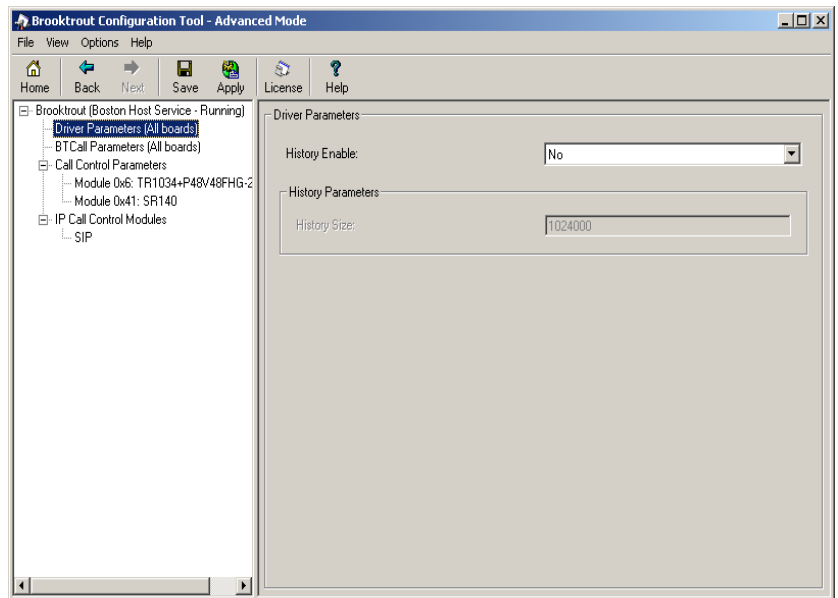 Brooktrout Configuration Tool - Advanced Mode
File View Options Help
Home Back Next Save Apply License Help
Brooktrout (Boston Host Service - Running)
Driver Parameters (All boards)
BTCall Parameters (All boards)
Call Control Parameters
Module 0x6: TR1034+P48V48FHG-2
Module 0x41: SR140
IP Call Control Modules
SIP
Driver Parameters
History Enable: No
History Parameters
History Size: 1024000